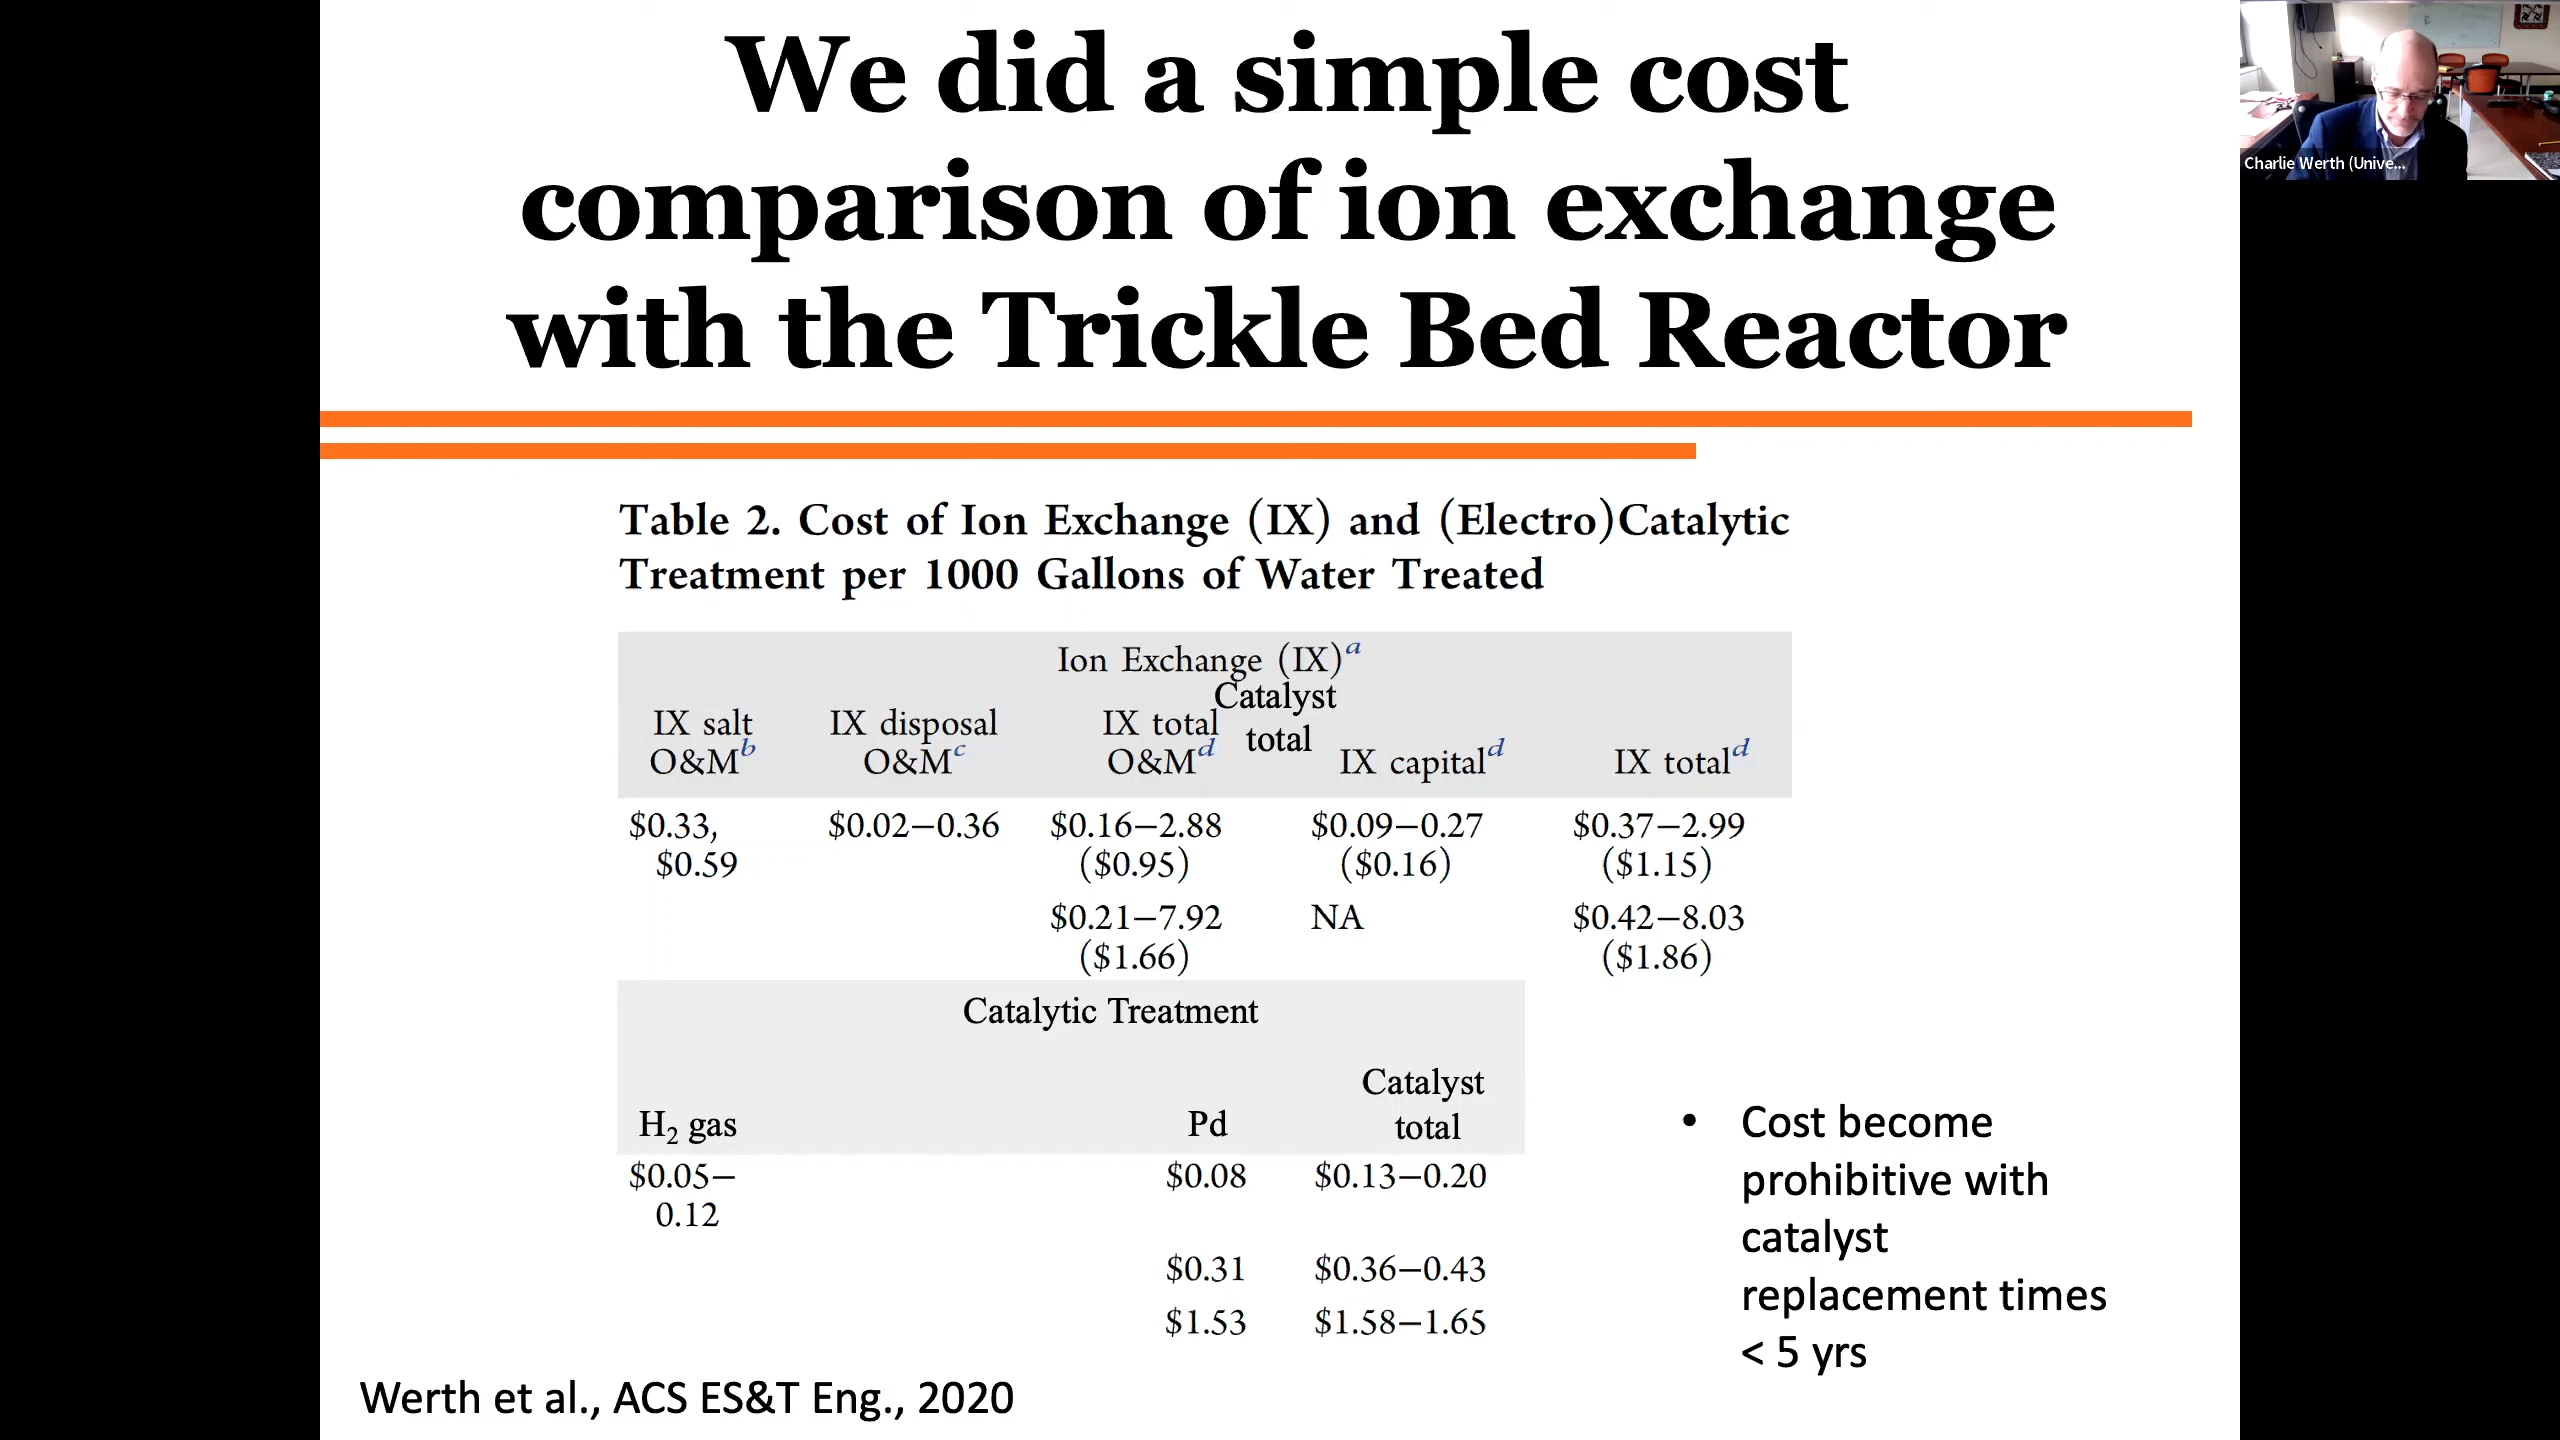 We did a simple cost
comparison of ion exchange
with the Trickle Bed Reactor
Charlie Werth (Unive...
Table 2. Cost of Ion Exchange (IX) and (Electro)Catalytic
Treatment per 1000 Gallons of Water Treated
Ion Exchange (IX)a
Catalyst
total
IX salt
O&Mb
IX disposal
O&Mc
IX total
O&Md
IX capitald
IX totald
$0.33, $0.02–0.36 $0.16–2.88 $0.09–0.27 $0.37–2.99
$0.59 ($0.95) ($0.16) ($1.15)
$0.21–7.92 NA $0.42–8.03
($1.66) ($1.86)
Catalytic Treatment
H2 gas
Pd
Catalyst
total
$0.05– $0.08 $0.13–0.20
0.12
$0.31 $0.36–0.43
$1.53 $1.58–1.65
• Cost become
prohibitive with
catalyst
replacement times
< 5 yrs
Werth et al., ACS ES&T Eng., 2020